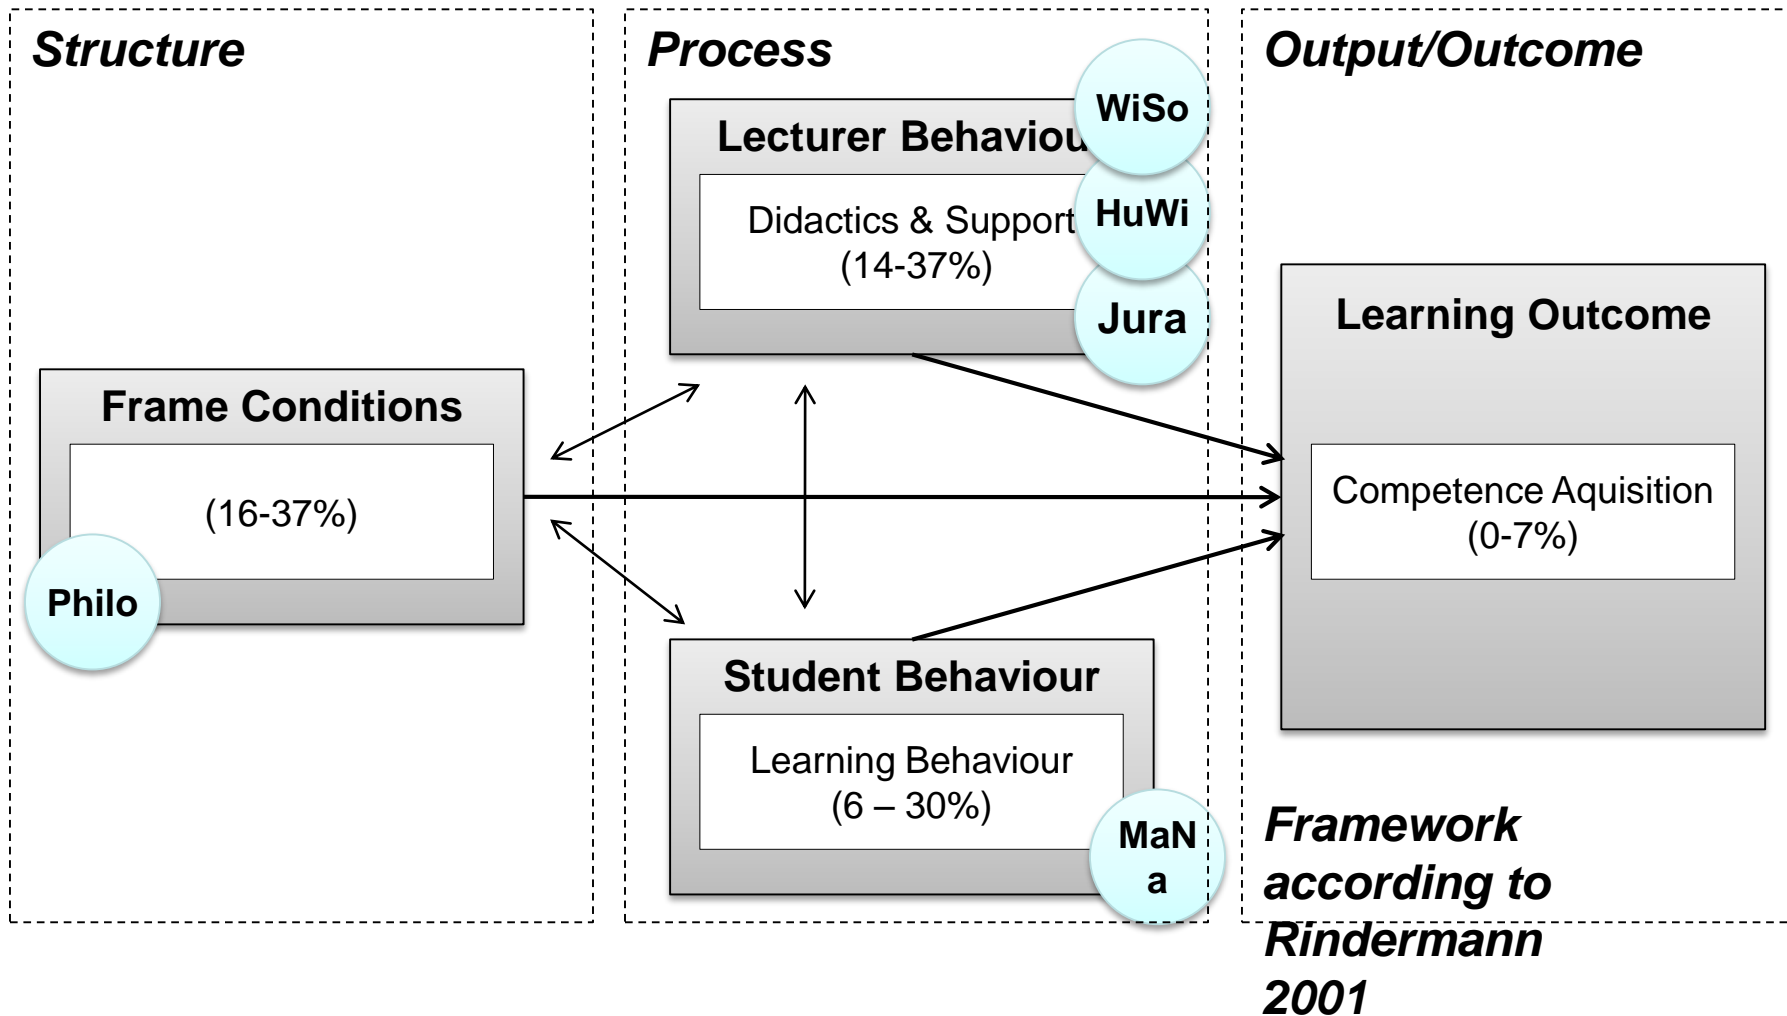 Structure
Frame Conditions
(16-37%)
Philo
Process
Lecturer Behaviou
Didactics & Support
(14-37%)
WiSo
HuWi
Jura
Student Behaviour
Learning Behaviour
(6 – 30%)
MaN
a
Output/Outcome
Learning Outcome
Competence Aquisition
(0-7%)
Framework
according to
Rindermann
2001